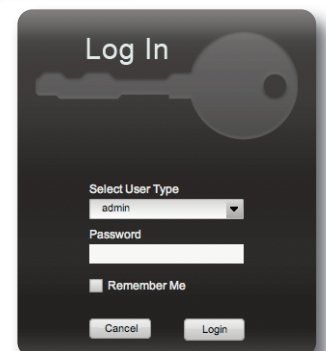 Log In
Select User Type
admin
Password
Remember Me
Cancel Login